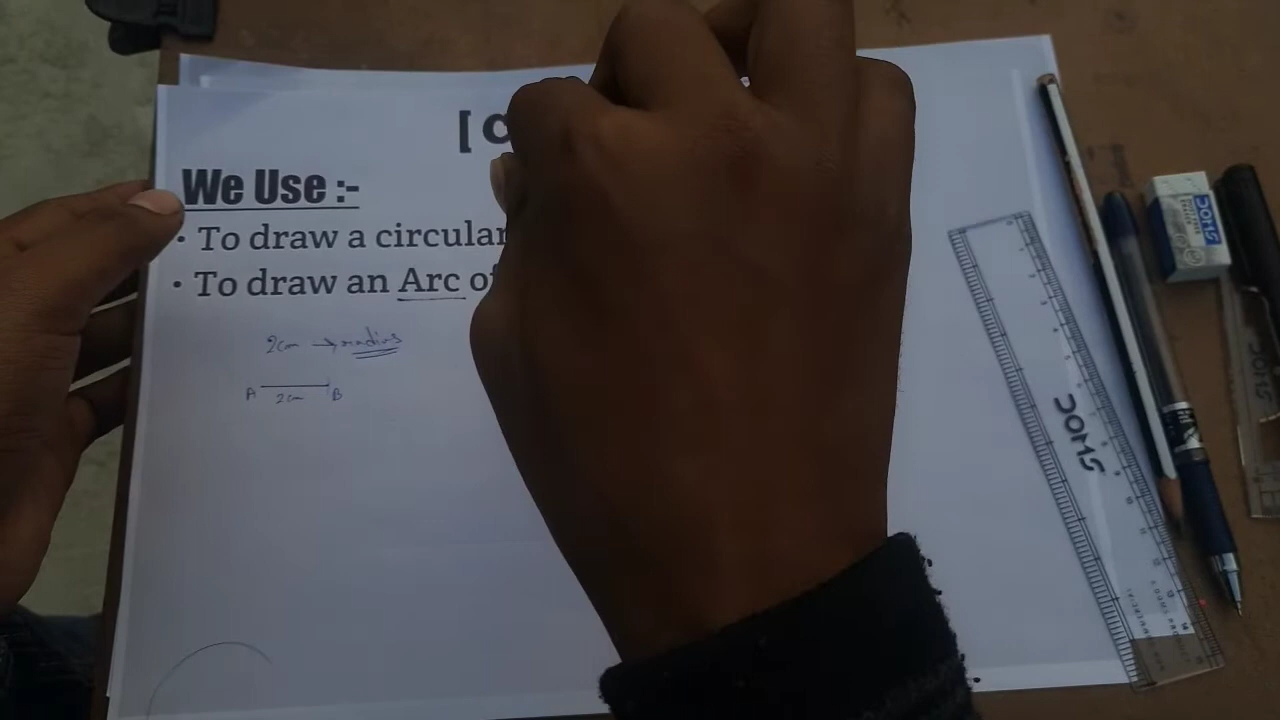 [ C
We Use :-
• To draw a circular
• To draw an Arc of
2cm → radius
A 2cm B
DOMS
DOMS
DOMS